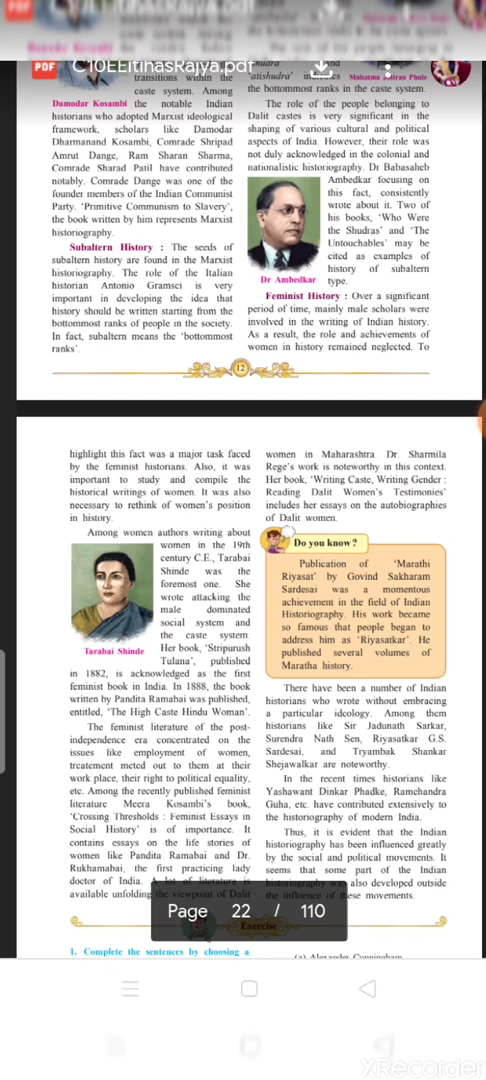 PDF
C10EEItihasRajya.pdf
transitions within the
caste system. Among
Damodar Kosambi the notable Indian
historians who adopted Marxist ideological
framework, scholars like Damodar
Dharmanand Kosambi, Comrade Shripad
Amrut Dange, Ram Sharan Sharma,
Comrade Sharad Patil have contributed
notably. Comrade Dange was one of the
founder members of the Indian Communist
Party. ‘Primitive Communism to Slavery’,
the book written by him represents Marxist
historiography.
Subaltern History : The seeds of
subaltern history are found in the Marxist
historiography. The role of the Italian
historian Antonio Gramsci is very
important in developing the idea that
history should be written starting from the
bottommost ranks of people in the society.
In fact, subaltern means the ‘bottommost
ranks’.
and
‘atishudra’ indicates Mahatma Jotirao Phule
the bottommost ranks in the caste system.
The role of the people belonging to
Dalit castes is very significant in the
shaping of various cultural and political
aspects of India. However, their role was
not duly acknowledged in the colonial and
nationalistic historiography. Dr Babasaheb
Ambedkar focusing on
this fact, consistently
wrote about it. Two of
his books, ‘Who Were
the Shudras’ and ‘The
Untouchables’ may be
cited as examples of
history of subaltern
Dr Ambedkar type.
Feminist History : Over a significant
period of time, mainly male scholars were
involved in the writing of Indian history.
As a result, the role and achievements of
women in history remained neglected. To
12
highlight this fact was a major task faced
by the feminist historians. Also, it was
important to study and compile the
historical writings of women. It was also
necessary to rethink of women's position
in history.
Among women authors writing about
women in the 19th
century C.E., Tarabai
Shinde was the
foremost one. She
wrote attacking the
male dominated
social system and
the caste system.
Tarabai Shinde Her book, ‘Stripurush
Tulana’, published
in 1882, is acknowledged as the first
feminist book in India. In 1888, the book
written by Pandita Ramabai was published,
entitled, ‘The High Caste Hindu Woman’.
The feminist literature of the post-
independence era concentrated on the
issues like employment of women,
treatement meted out to them at their
work place, their right to political equality,
etc. Among the recently published feminist
literature Meera Kosambi's book,
‘Crossing Thresholds : Feminist Essays in
Social History’ is of importance. It
contains essays on the life stories of
women like Pandita Ramabai and Dr.
Rukhamabai, the first practicing lady
doctor of India. A lot of literature is
available unfolding the viewpoint of Dalit
women in Maharashtra. Dr. Sharmila
Rege's work is noteworthy in this context.
Her book, ‘Writing Caste, Writing Gender :
Reading Dalit Women's Testimonies’
includes her essays on the autobiographies
of Dalit women.
Do you know?
Publication of ‘Marathi
Riyasat’ by Govind Sakharam
Sardesai was a momentous
achievement in the field of Indian
Historiography. His work became
so famous that people began to
address him as ‘Riyasatkar’. He
published several volumes of
Maratha history.
There have been a number of Indian
historians who wrote without embracing
a particular ideology. Among them
historians like Sir Jadunath Sarkar,
Surendra Nath Sen, Riyasatkar G.S.
Sardesai, and Tryambak Shankar
Shejawalkar are noteworthy.
In the recent times historians like
Yashawant Dinkar Phadke, Ramchandra
Guha, etc. have contributed extensively to
the historiography of modern India.
Thus, it is evident that the Indian
historiography has been influenced greatly
by the social and political movements. It
seems that some part of the Indian
historiography was also developed outside
the influence of these movements.
Page 22 / 110
Exercise
1. Complete the sentences by choosing a
(a) Alexander Cunningham
XRecorder